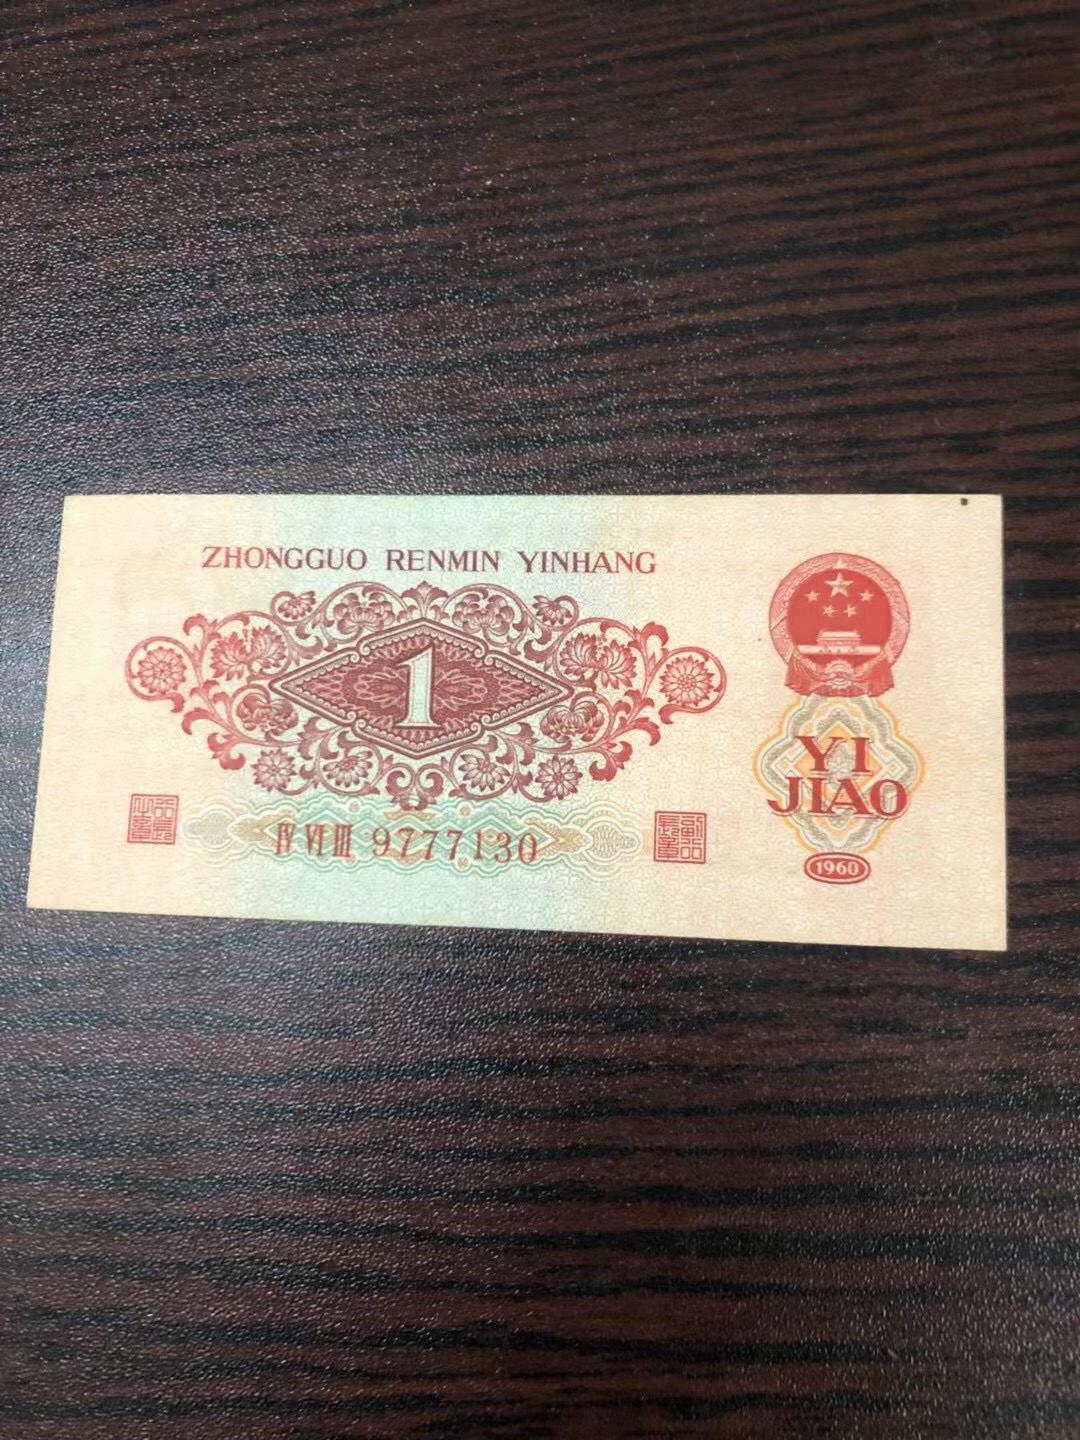 ZHONGGUO RENMIN YINHANG
1
YI
JIAO
IV VI III 9777130
1960